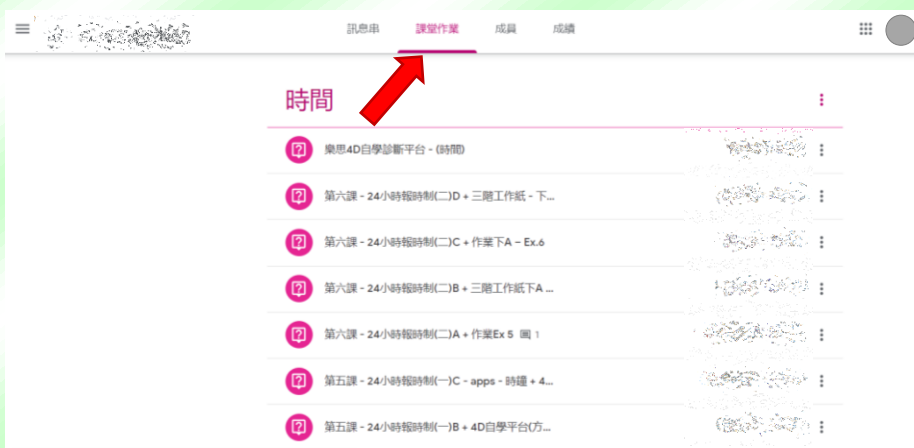 訊息串 課堂作業 成員 成績
時間
樂思4D自學診斷平台 - (時間)
第六課 - 24小時報時制(二)D + 三階工作紙 - 下...
第六課 - 24小時報時制(二)C + 作業下A – Ex.6
第六課 - 24小時報時制(二)B + 三階工作紙下A ...
第六課 - 24小時報時制(二)A + 作業Ex 5 1
第五課 - 24小時報時制(一)C - apps - 時鐘 + 4...
第五課 - 24小時報時制(一)B + 4D自學平台(方...